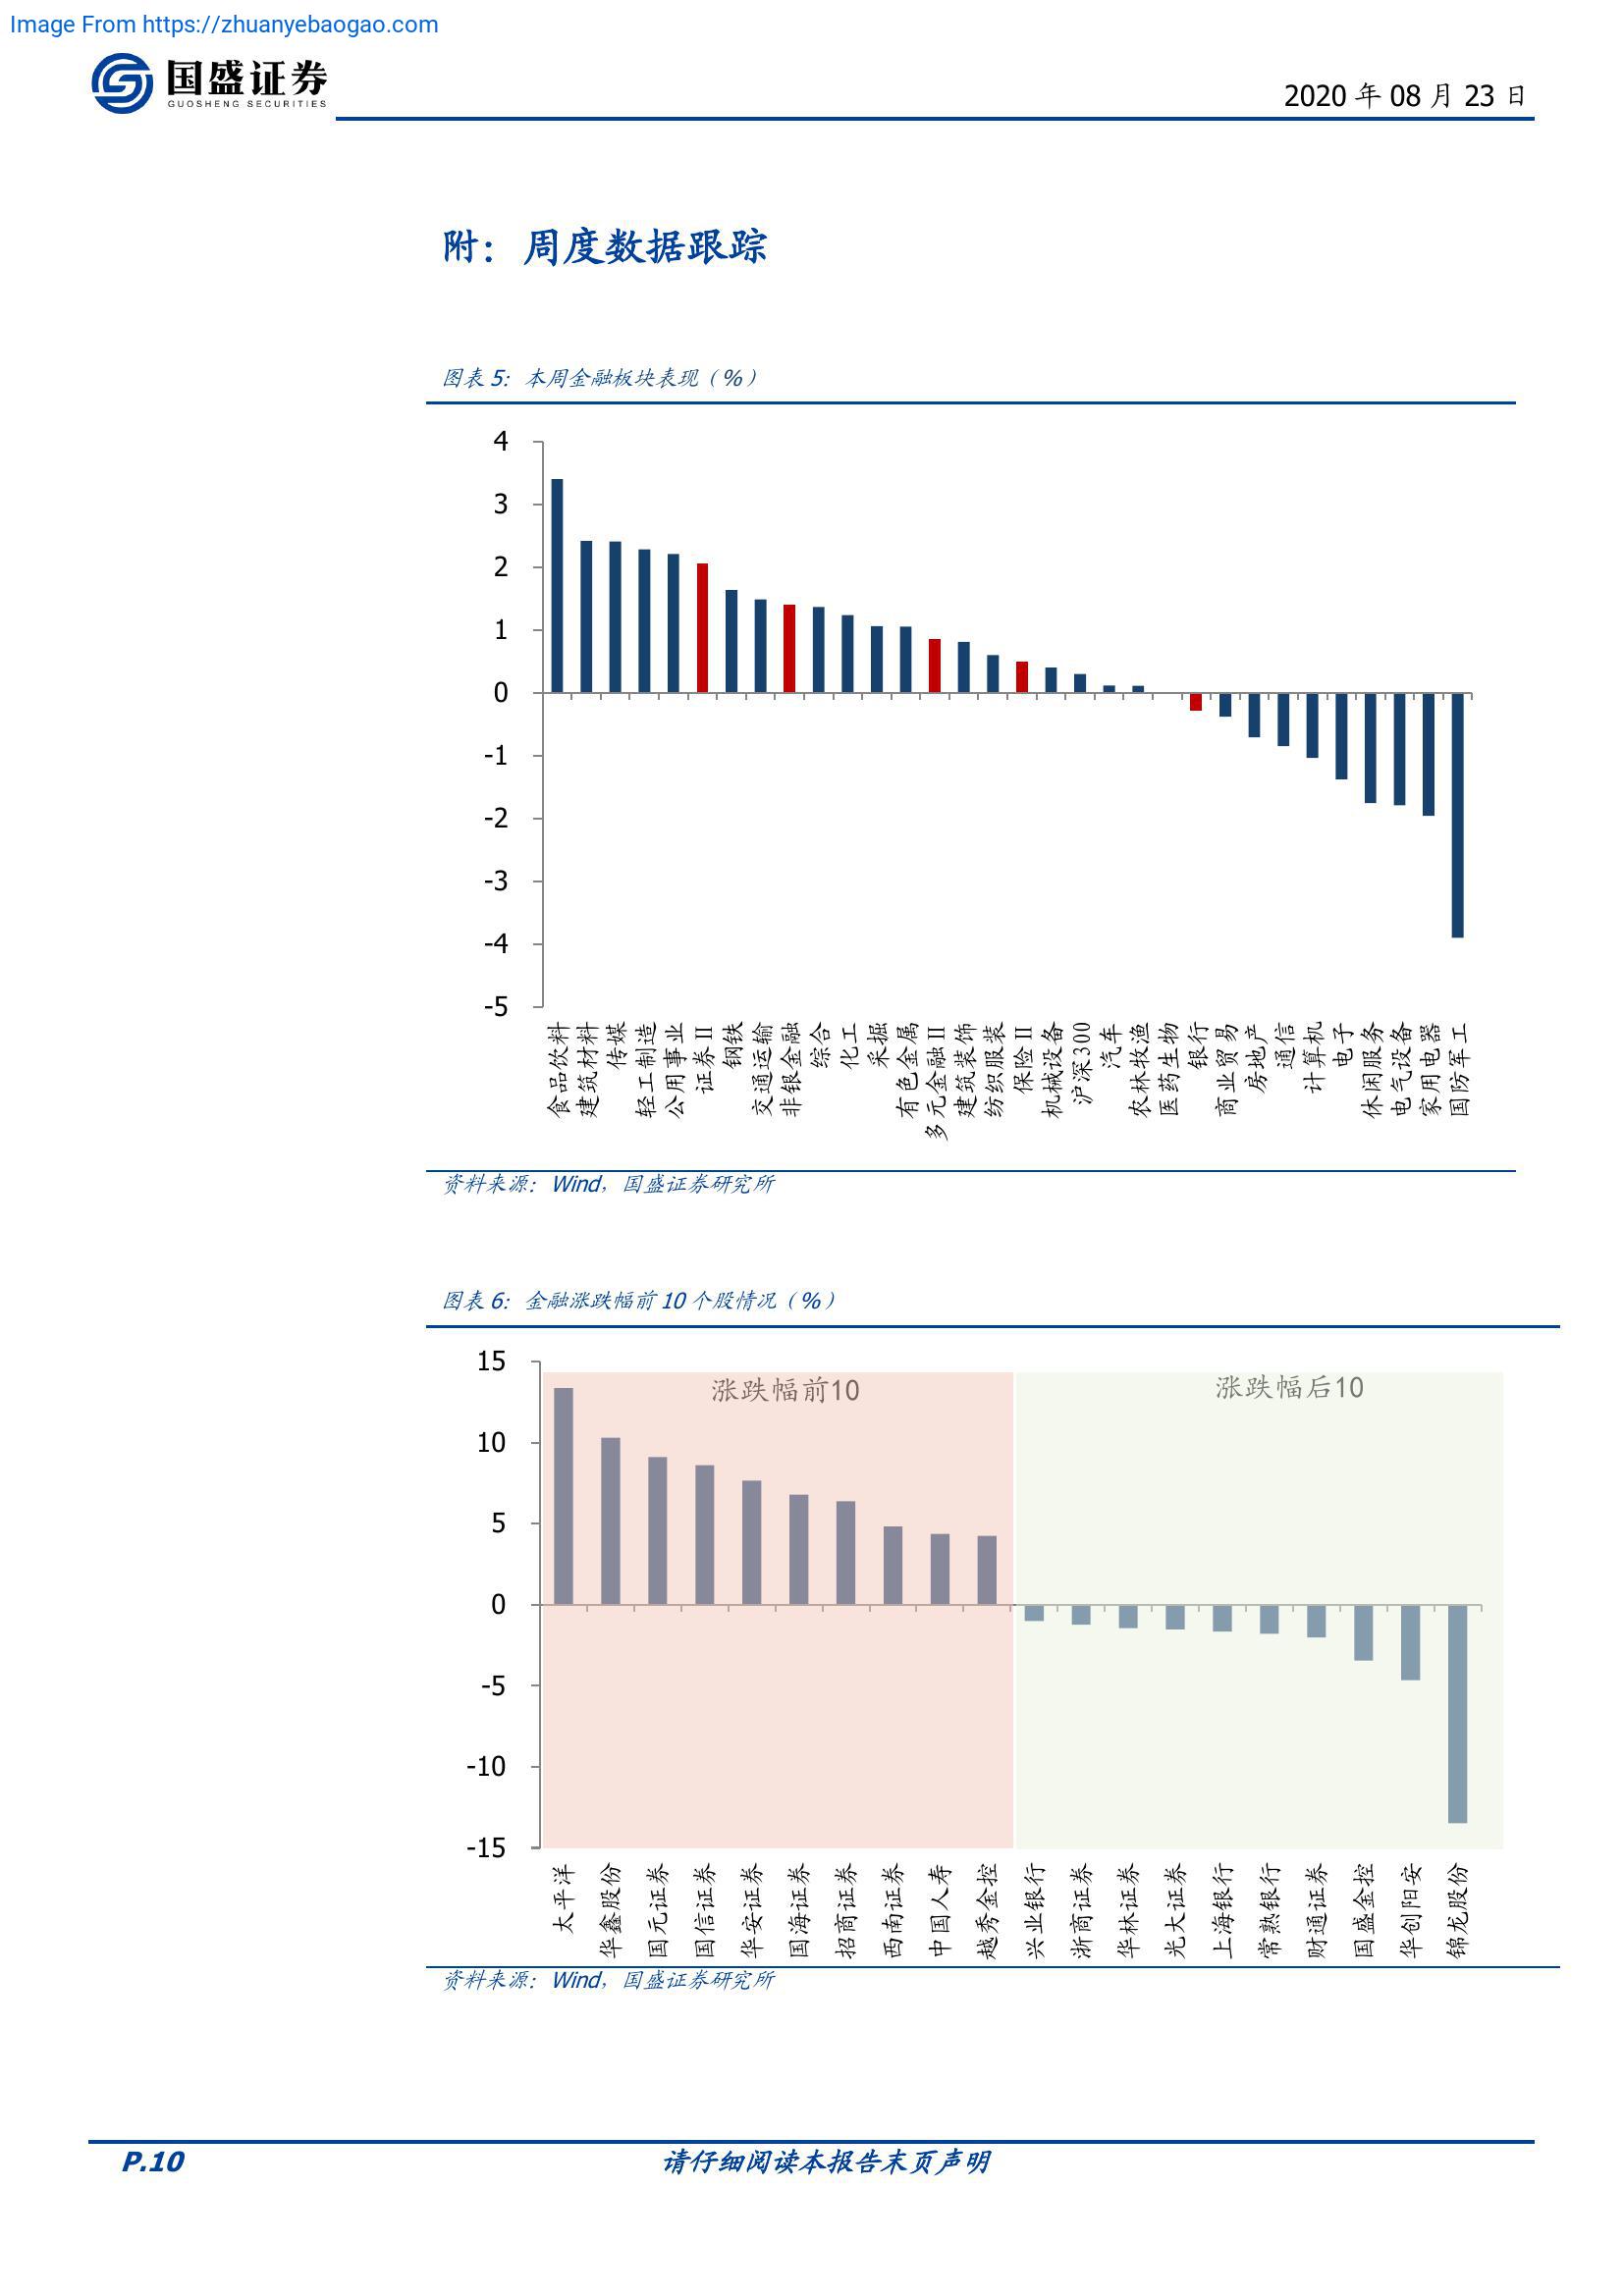 Image From https://zhuanyebaogao.com
国盛证券
GUOSHENG SECURITIES
2020 年 08 月 23 日
附：周度数据跟踪
图表 5：本周金融板块表现（%）
4
3
2
1
0
-1
-2
-3
-4
-5
食品饮料
建筑材料
传媒
轻工制造
公用事业
证券Ⅱ
钢铁
交通运输
非银金融
综合
化工
采掘
有色金属
多元金融Ⅱ
建筑装饰
纺织服装
保险Ⅱ
机械设备
沪深300
汽车
农林牧渔
医药生物
银行
商业贸易
房地产
通信
计算机
电子
休闲服务
电气设备
家用电器
国防军工
资料来源：Wind，国盛证券研究所
图表 6：金融涨跌幅前 10 个股情况（%）
15
10
5
0
-5
-10
-15
涨跌幅前10
涨跌幅后10
太平洋
华鑫股份
国元证券
国信证券
华安证券
国海证券
招商证券
西南证券
中国人寿
越秀金控
兴业银行
浙商证券
华林证券
光大证券
上海银行
常熟银行
财通证券
国盛金控
华创阳安
锦龙股份
资料来源：Wind，国盛证券研究所
P.10
请仔细阅读本报告末页声明